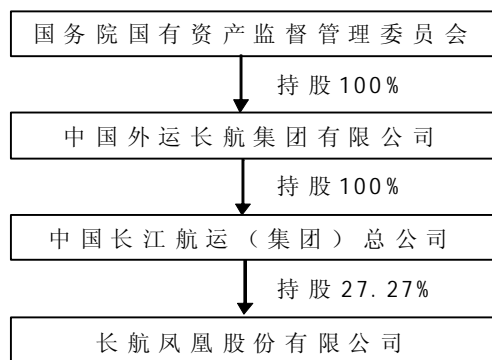 国务院国有资产监督管理委员会
持股100%
中国外运长航集团有限公司
持股100%
中国长江航运（集团）总公司
持股27.27%
长航凤凰股份有限公司